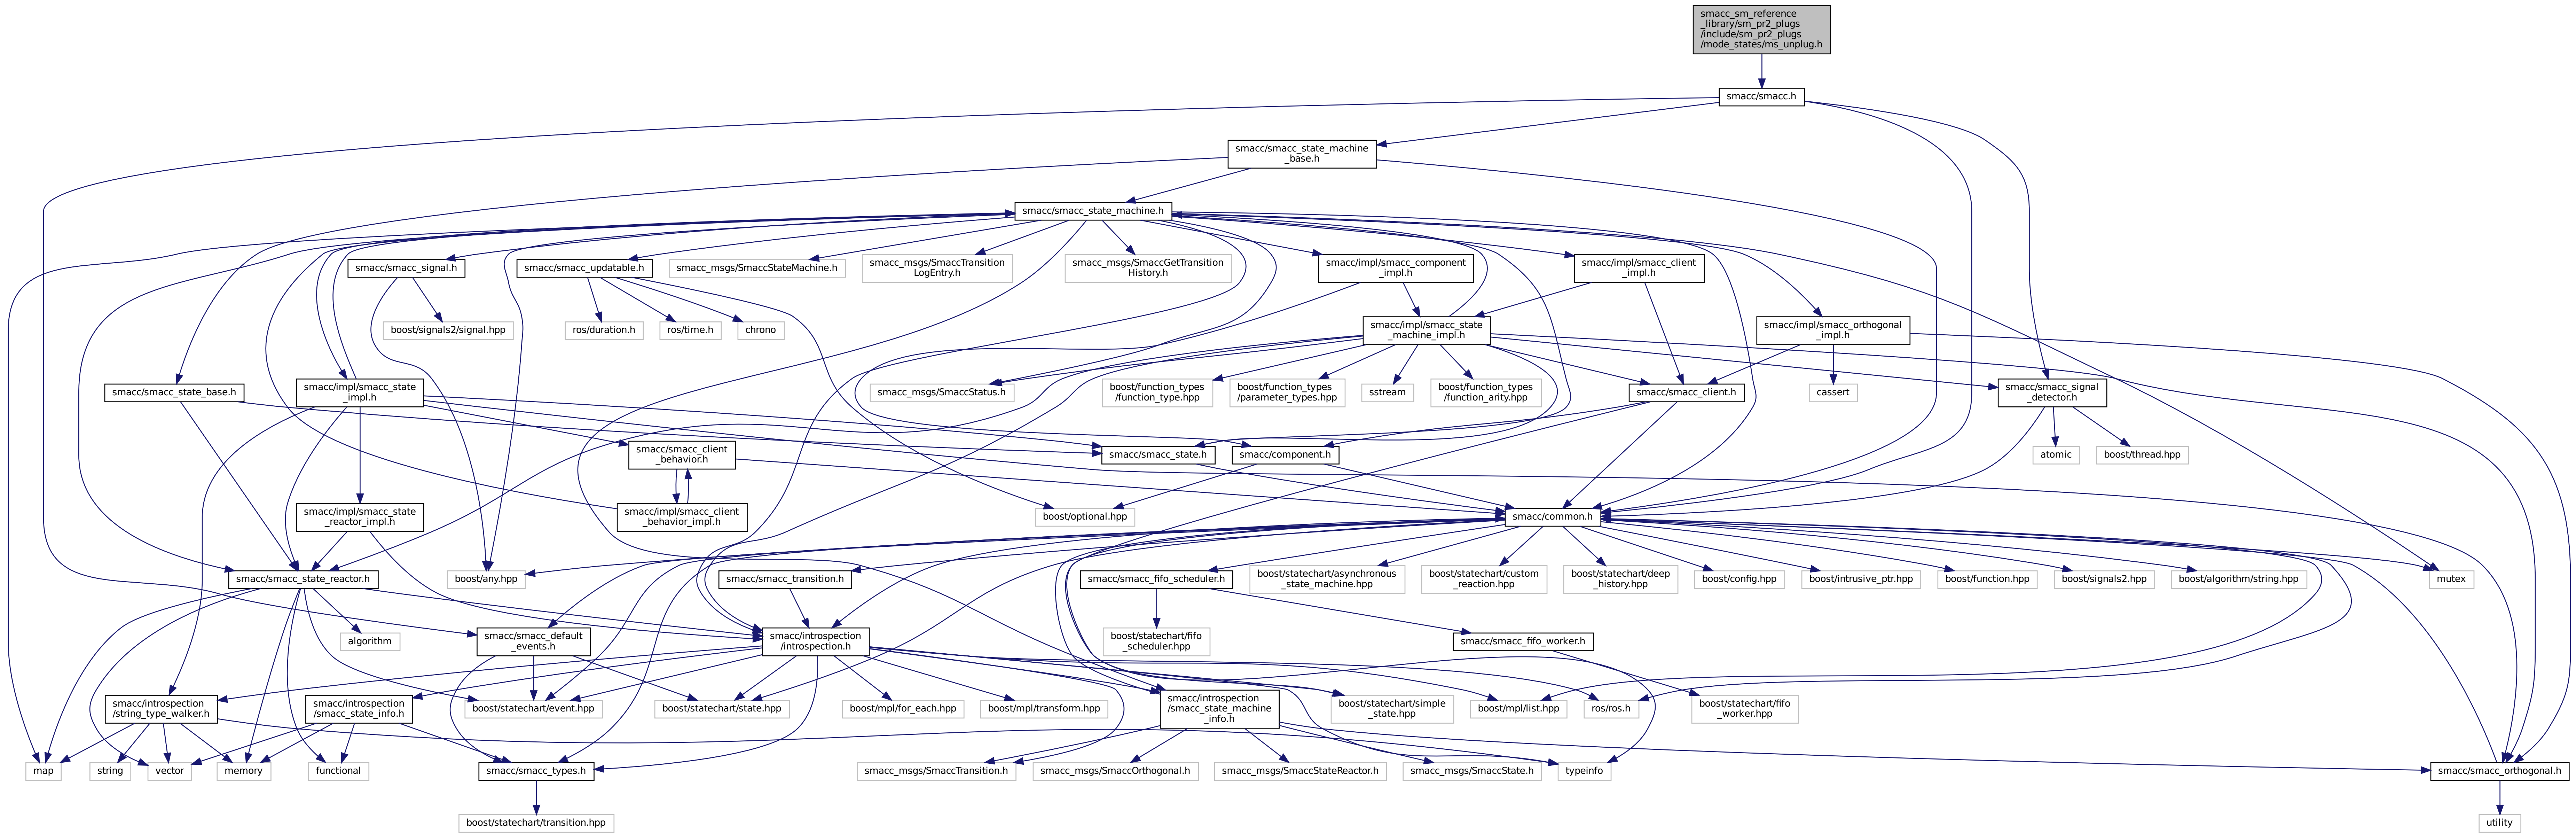 smacc_sm_reference
_library/sm_pr2_plugs
/include/sm_pr2_plugs
/mode_states/ms_unplug.h
smacc/smacc.h
smacc/smacc_state_machine
_base.h
smacc/smacc_state_machine.h
smacc/smacc_signal.h
smacc/smacc_updatable.h
smacc_msgs/SmaccStateMachine.h
smacc_msgs/SmaccTransition
LogEntry.h
smacc_msgs/SmaccGetTransition
History.h
smacc/impl/smacc_component
_impl.h
smacc/impl/smacc_client
_impl.h
boost/signals2/signal.hpp
ros/duration.h
ros/time.h
chrono
smacc/impl/smacc_state
_machine_impl.h
smacc/impl/smacc_orthogonal
_impl.h
smacc/smacc_state_base.h
smacc/impl/smacc_state
_impl.h
smacc_msgs/SmaccStatus.h
boost/function_types
/function_type.hpp
boost/function_types
/parameter_types.hpp
sstream
boost/function_types
/function_arity.hpp
smacc/smacc_client.h
cassert
smacc/smacc_signal
_detector.h
smacc/smacc_client
_behavior.h
smacc/smacc_state.h
smacc/component.h
atomic
boost/thread.hpp
smacc/impl/smacc_state
_reactor_impl.h
smacc/impl/smacc_client
_behavior_impl.h
boost/optional.hpp
smacc/common.h
smacc/smacc_state_reactor.h
boost/any.hpp
smacc/smacc_transition.h
smacc/smacc_fifo_scheduler.h
boost/statechart/asynchronous
_state_machine.hpp
boost/statechart/custom
_reaction.hpp
boost/statechart/deep
_history.hpp
boost/config.hpp
boost/intrusive_ptr.hpp
boost/function.hpp
boost/signals2.hpp
boost/algorithm/string.hpp
mutex
algorithm
smacc/smacc_default
_events.h
smacc/introspection
/introspection.h
boost/statechart/fifo
_scheduler.hpp
smacc/smacc_fifo_worker.h
smacc/introspection
/string_type_walker.h
smacc/introspection
/smacc_state_info.h
boost/statechart/event.hpp
boost/statechart/state.hpp
boost/mpl/for_each.hpp
boost/mpl/transform.hpp
smacc/introspection
/smacc_state_machine
_info.h
boost/statechart/simple
_state.hpp
boost/mpl/list.hpp
ros/ros.h
boost/statechart/fifo
_worker.hpp
map
string
vector
memory
functional
smacc/smacc_types.h
smacc_msgs/SmaccTransition.h
smacc_msgs/SmaccOrthogonal.h
smacc_msgs/SmaccStateReactor.h
smacc_msgs/SmaccState.h
typeinfo
smacc/smacc_orthogonal.h
boost/statechart/transition.hpp
utility